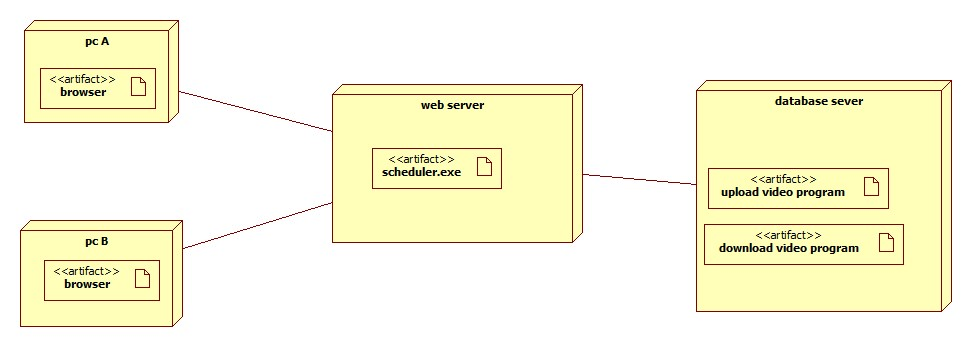 pc A
<<artifact>>
browser
web server
<<artifact>>
scheduler.exe
database sever
<<artifact>>
upload video program
<<artifact>>
download video program
pc B
<<artifact>>
browser